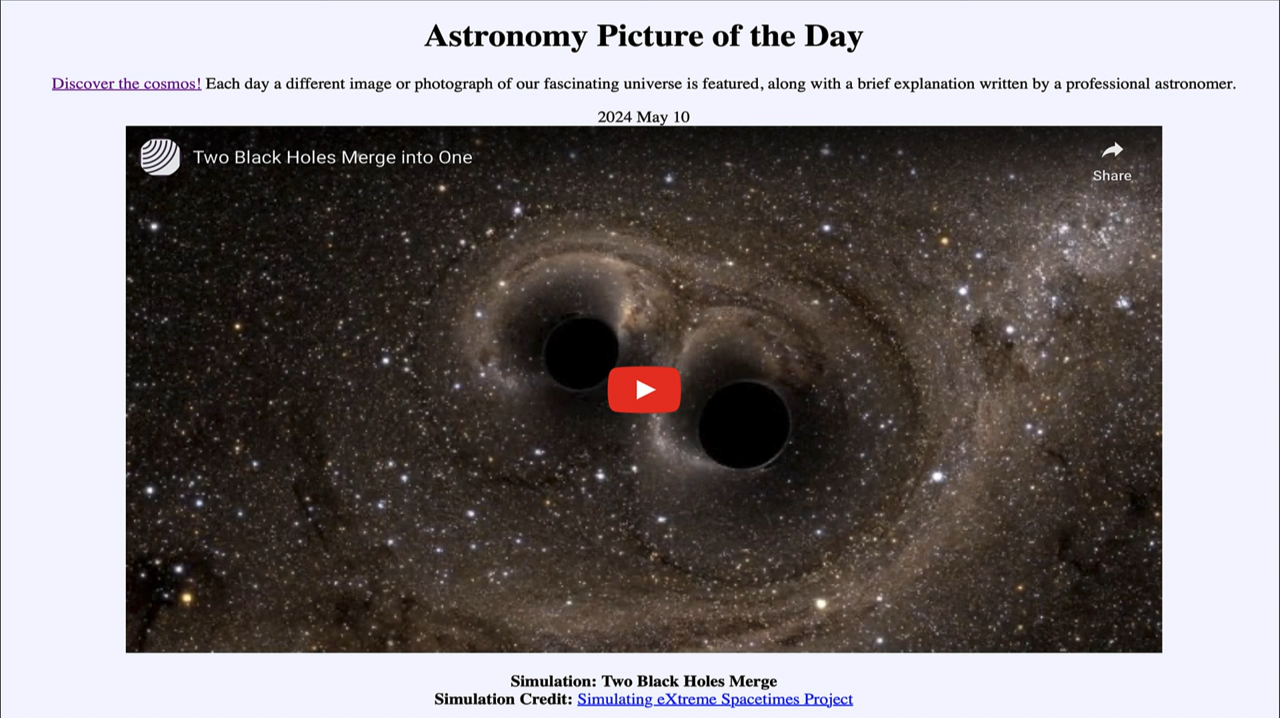 Astronomy Picture of the Day
Discover the cosmos! Each day a different image or photograph of our fascinating universe is featured, along with a brief explanation written by a professional astronomer.
2024 May 10
Two Black Holes Merge into One
Share
Simulation: Two Black Holes Merge
Simulation Credit: Simulating eXtreme Spacetimes Project